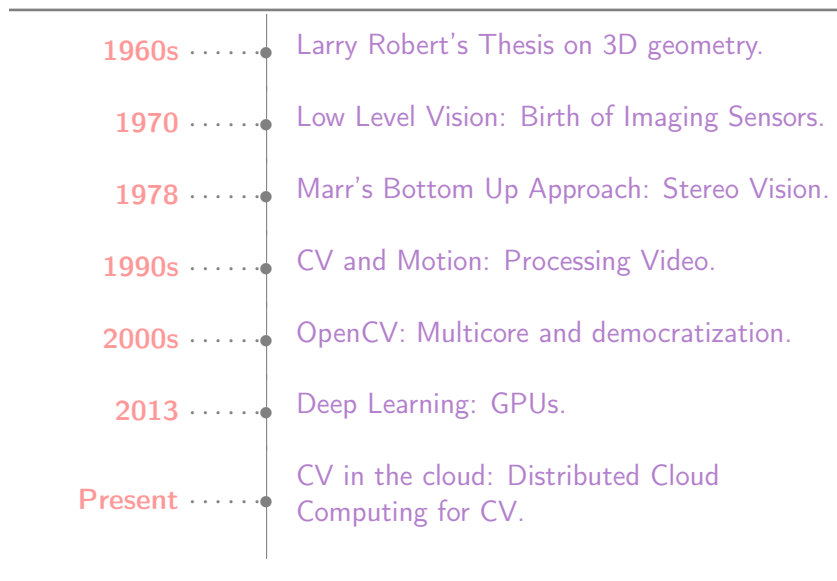 1960s Larry Robert's Thesis on 3D geometry.
1970 Low Level Vision: Birth of Imaging Sensors.
1978 Marr's Bottom Up Approach: Stereo Vision.
1990s CV and Motion: Processing Video.
2000s OpenCV: Multicore and democratization.
2013 Deep Learning: GPUs.
Present CV in the cloud: Distributed Cloud
Computing for CV.